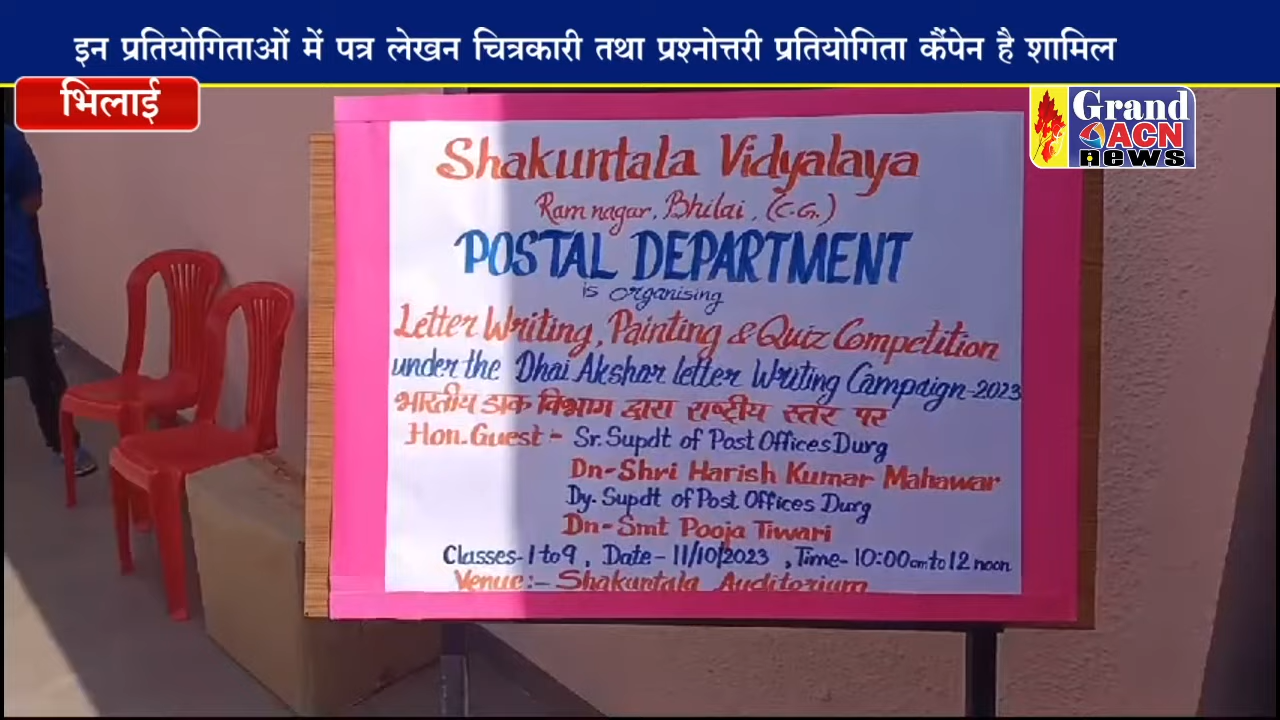 इन प्रतियोगिताओं में पत्र लेखन चित्रकारी तथा प्रश्नोत्तरी प्रतियोगिता कैंपेन है शामिल
भिलाई
Grand
ACN
news
Shakuntala Vidyalaya
Ram nagar, Bhilai, (C.G.)
POSTAL DEPARTMENT
is organising
Letter Writing, Painting & Quiz Competition
under the Dhai Akshar letter Writing Campaign-2023
भारतीय डाक विभाग द्वारा राष्ट्रीय स्तर पर
Hon. Guest:- Sr. Supdt of Post Offices Durg
Dn-Shri Harish Kumar Mahawar
Dy. Supdt of Post Offices Durg
Dn-Smt Pooja Tiwari
Classes-1 to 9, Date-11/10/2023, Time-10:00am to 12 noon
Venue:- Shakuntala Auditorium